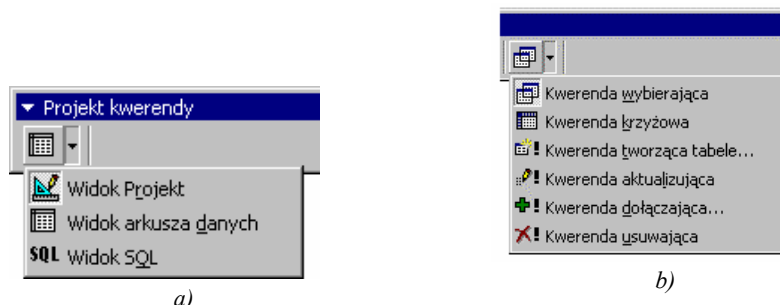 Projekt kwerendy
Widok Projekt
Widok arkusza danych
SQL Widok SQL
a)
Kwerenda wybierająca
Kwerenda krzyżowa
Kwerenda tworząca tabele...
Kwerenda aktualizująca
Kwerenda dołączająca...
Kwerenda usuwająca
b)